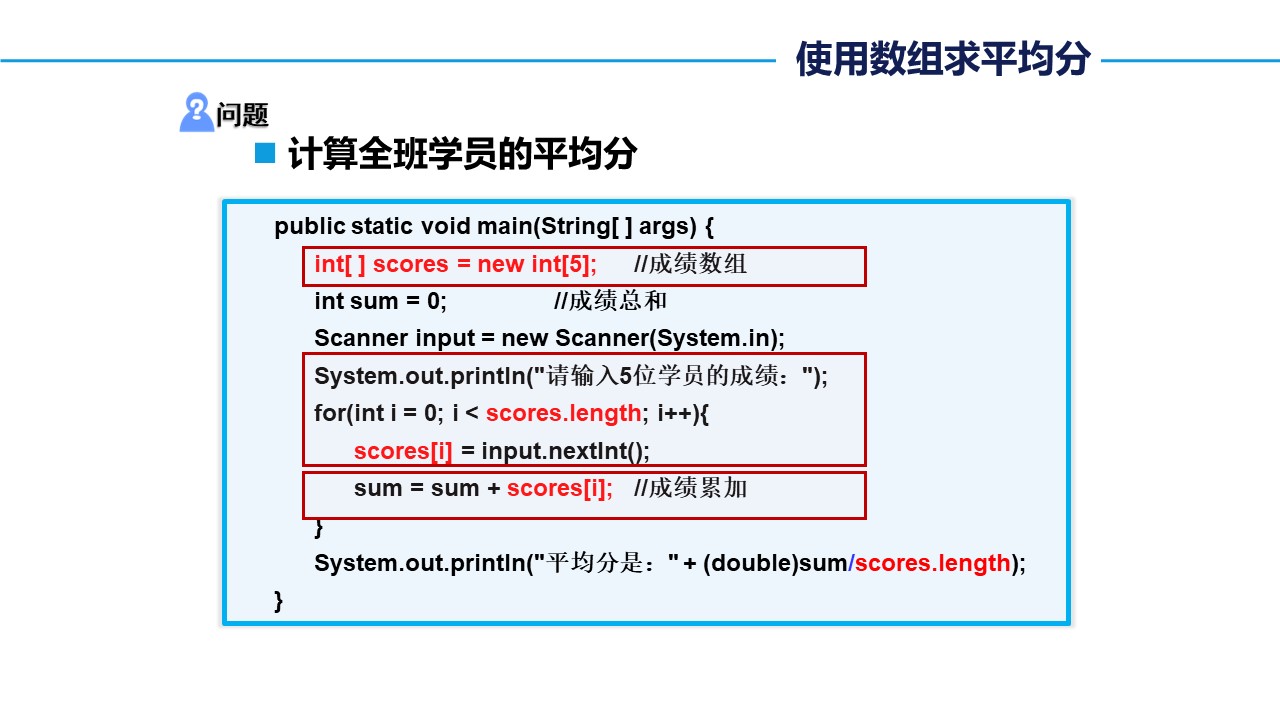 使用数组求平均分
问题
计算全班学员的平均分
public static void main(String[ ] args) {
int[ ] scores = new int[5]; //成绩数组
int sum = 0; //成绩总和
Scanner input = new Scanner(System.in);
System.out.println("请输入5位学员的成绩：");
for(int i = 0; i < scores.length; i++){
scores[i] = input.nextInt();
sum = sum + scores[i]; //成绩累加
}
System.out.println("平均分是：" + (double)sum/scores.length);
}